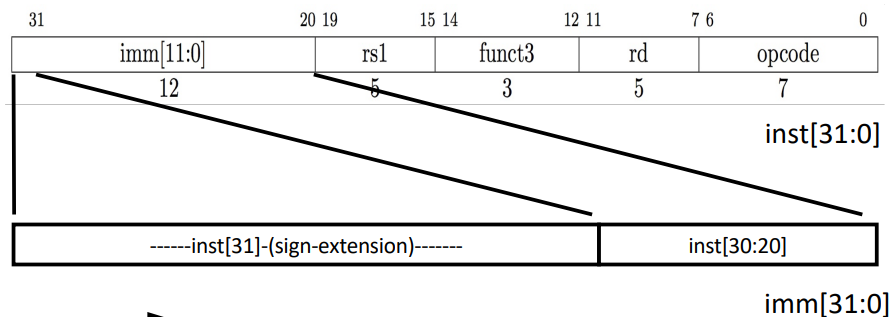 31 20 19 15 14 12 11 7 6 0
imm[11:0] rs1 funct3 rd opcode
12 5 3 5 7
inst[31:0]
------inst[31]-(sign-extension)------- inst[30:20]
imm[31:0]